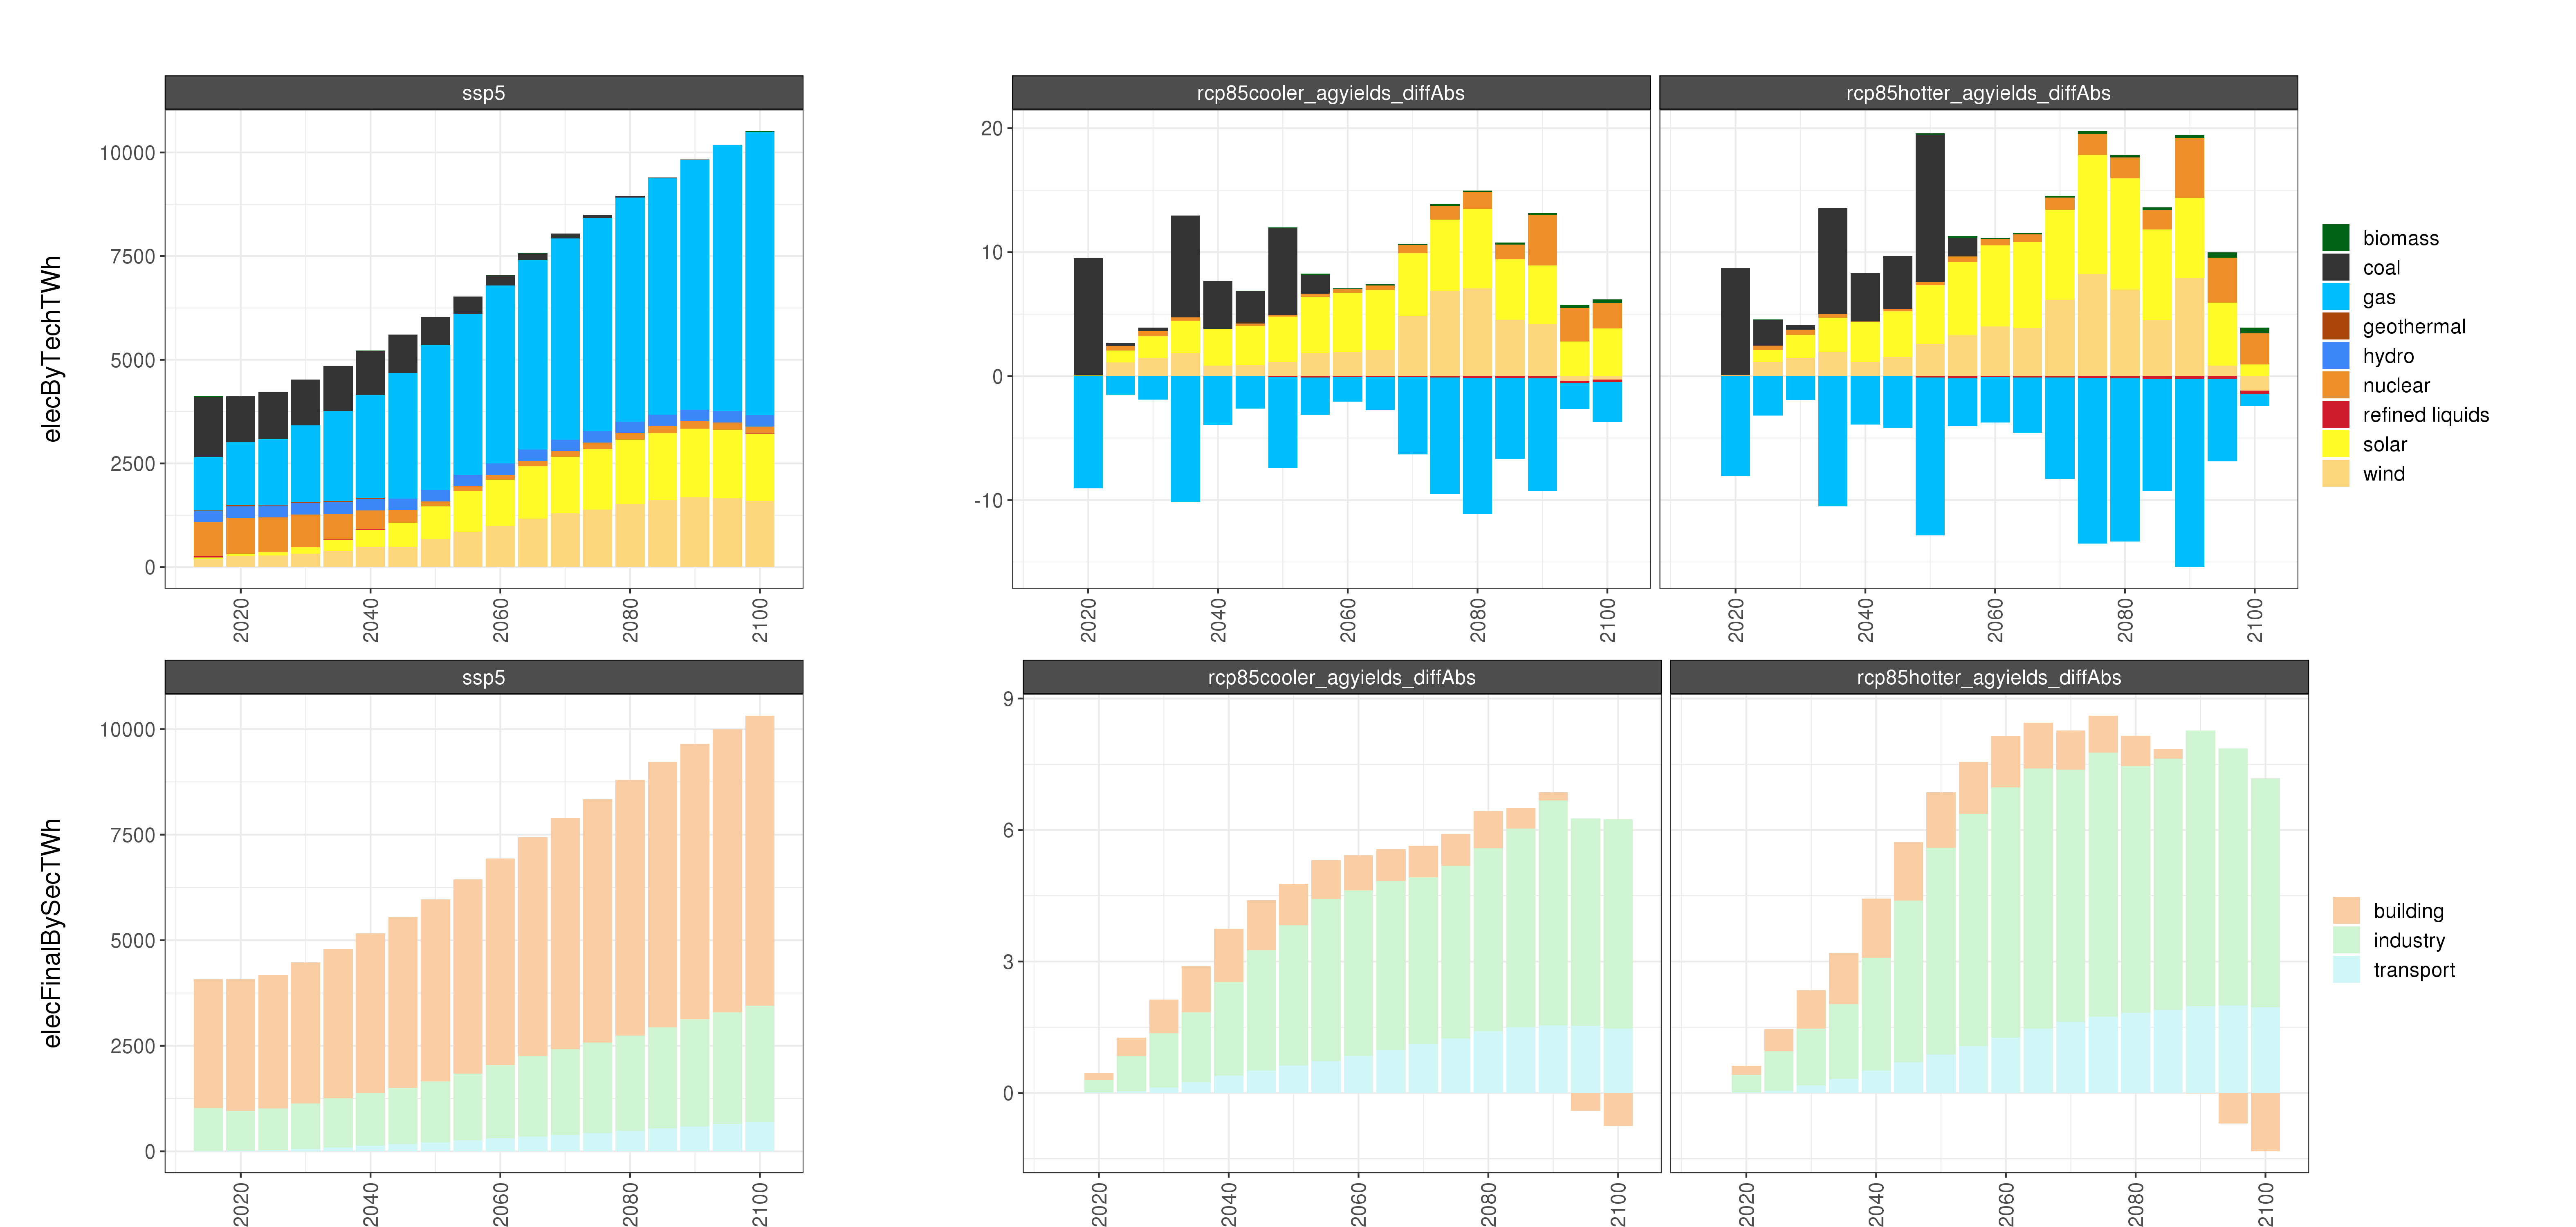 ssp5
rcp85cooler_agyields_diffAbs
rcp85hotter_agyields_diffAbs
elecByTechTWh
10000
7500
5000
2500
0
20
10
0
-10
2020
2040
2060
2080
2100
2020
2040
2060
2080
2100
2020
2040
2060
2080
2100
biomass
coal
gas
geothermal
hydro
nuclear
refined liquids
solar
wind
ssp5
rcp85cooler_agyields_diffAbs
rcp85hotter_agyields_diffAbs
elecFinalBySecTWh
10000
7500
5000
2500
0
9
6
3
0
2020
2040
2060
2080
2100
2020
2040
2060
2080
2100
2020
2040
2060
2080
2100
building
industry
transport